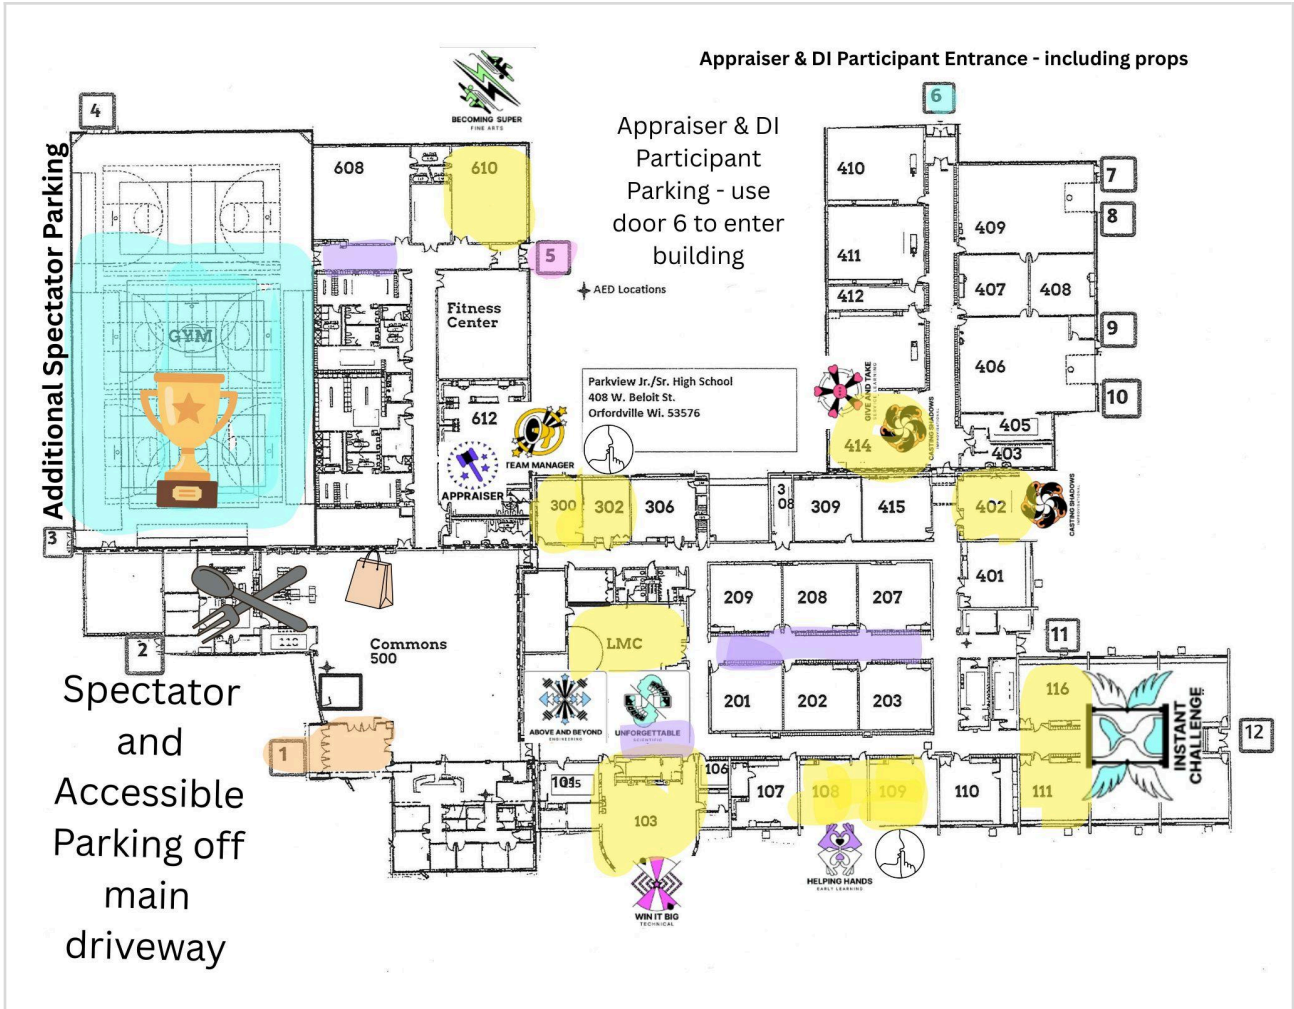 Appraiser & DI Participant Entrance - including props
4
BECOMING SUPER
FINE ARTS
6
Appraiser & DI
Participant
Parking - use
door 6 to enter
building
Additional Spectator Parking
608
610
410
409
7
8
411
5
AED Locations
407
408
412
Fitness
Center
GYM
9
406
10
Parkview Jr./Sr. High School
408 W. Beloit St.
Orfordville Wi. 53576
GIVE AND TAKE
SERVICE LEARNING
612
TEAM MANAGER
APPRAISER
414
CASTING SHADOWS
IMPROVISATIONAL
405
403
300
302
306
3
08
309
415
402
CASTING SHADOWS
IMPROVISATIONAL
3
401
209
208
207
Commons
500
LMC
110
2
11
Spectator
and
Accessible
Parking off
main
driveway
201
202
203
116
INSTANT
CHALLENGE
ABOVE AND BEYOND
ENGINEERING
UNFORGETTABLE
SCIENTIFIC
12
1
106
103
107
108
109
110
111
HELPING HANDS
EARLY LEARNING
WIN IT BIG
TECHNICAL